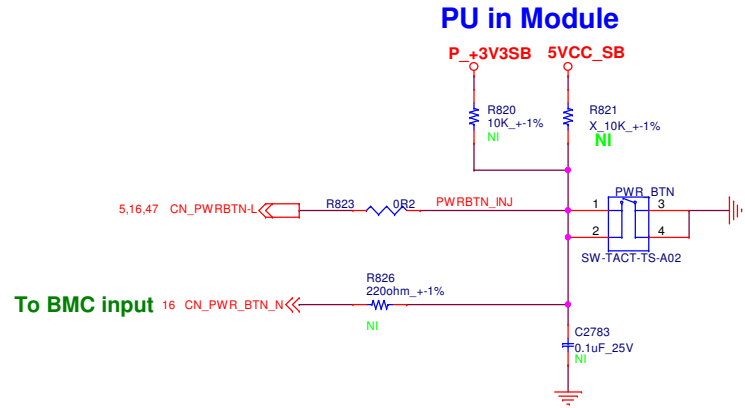 PU in Module
P_+3V3SB
5VCC_SB
R820
10K_+-1%
NI
R821
X_10K_+-1%
NI
PWR_BTN
5,16,47 CN_PWRBTN-L
R823
0R2
PWRBTN_INJ
1
3
2
4
SW-TACT-TS-A02
R826
220ohm_+-1%
To BMC input
16 CN_PWR_BTN_N
NI
C2783
0.1uF_25V
NI